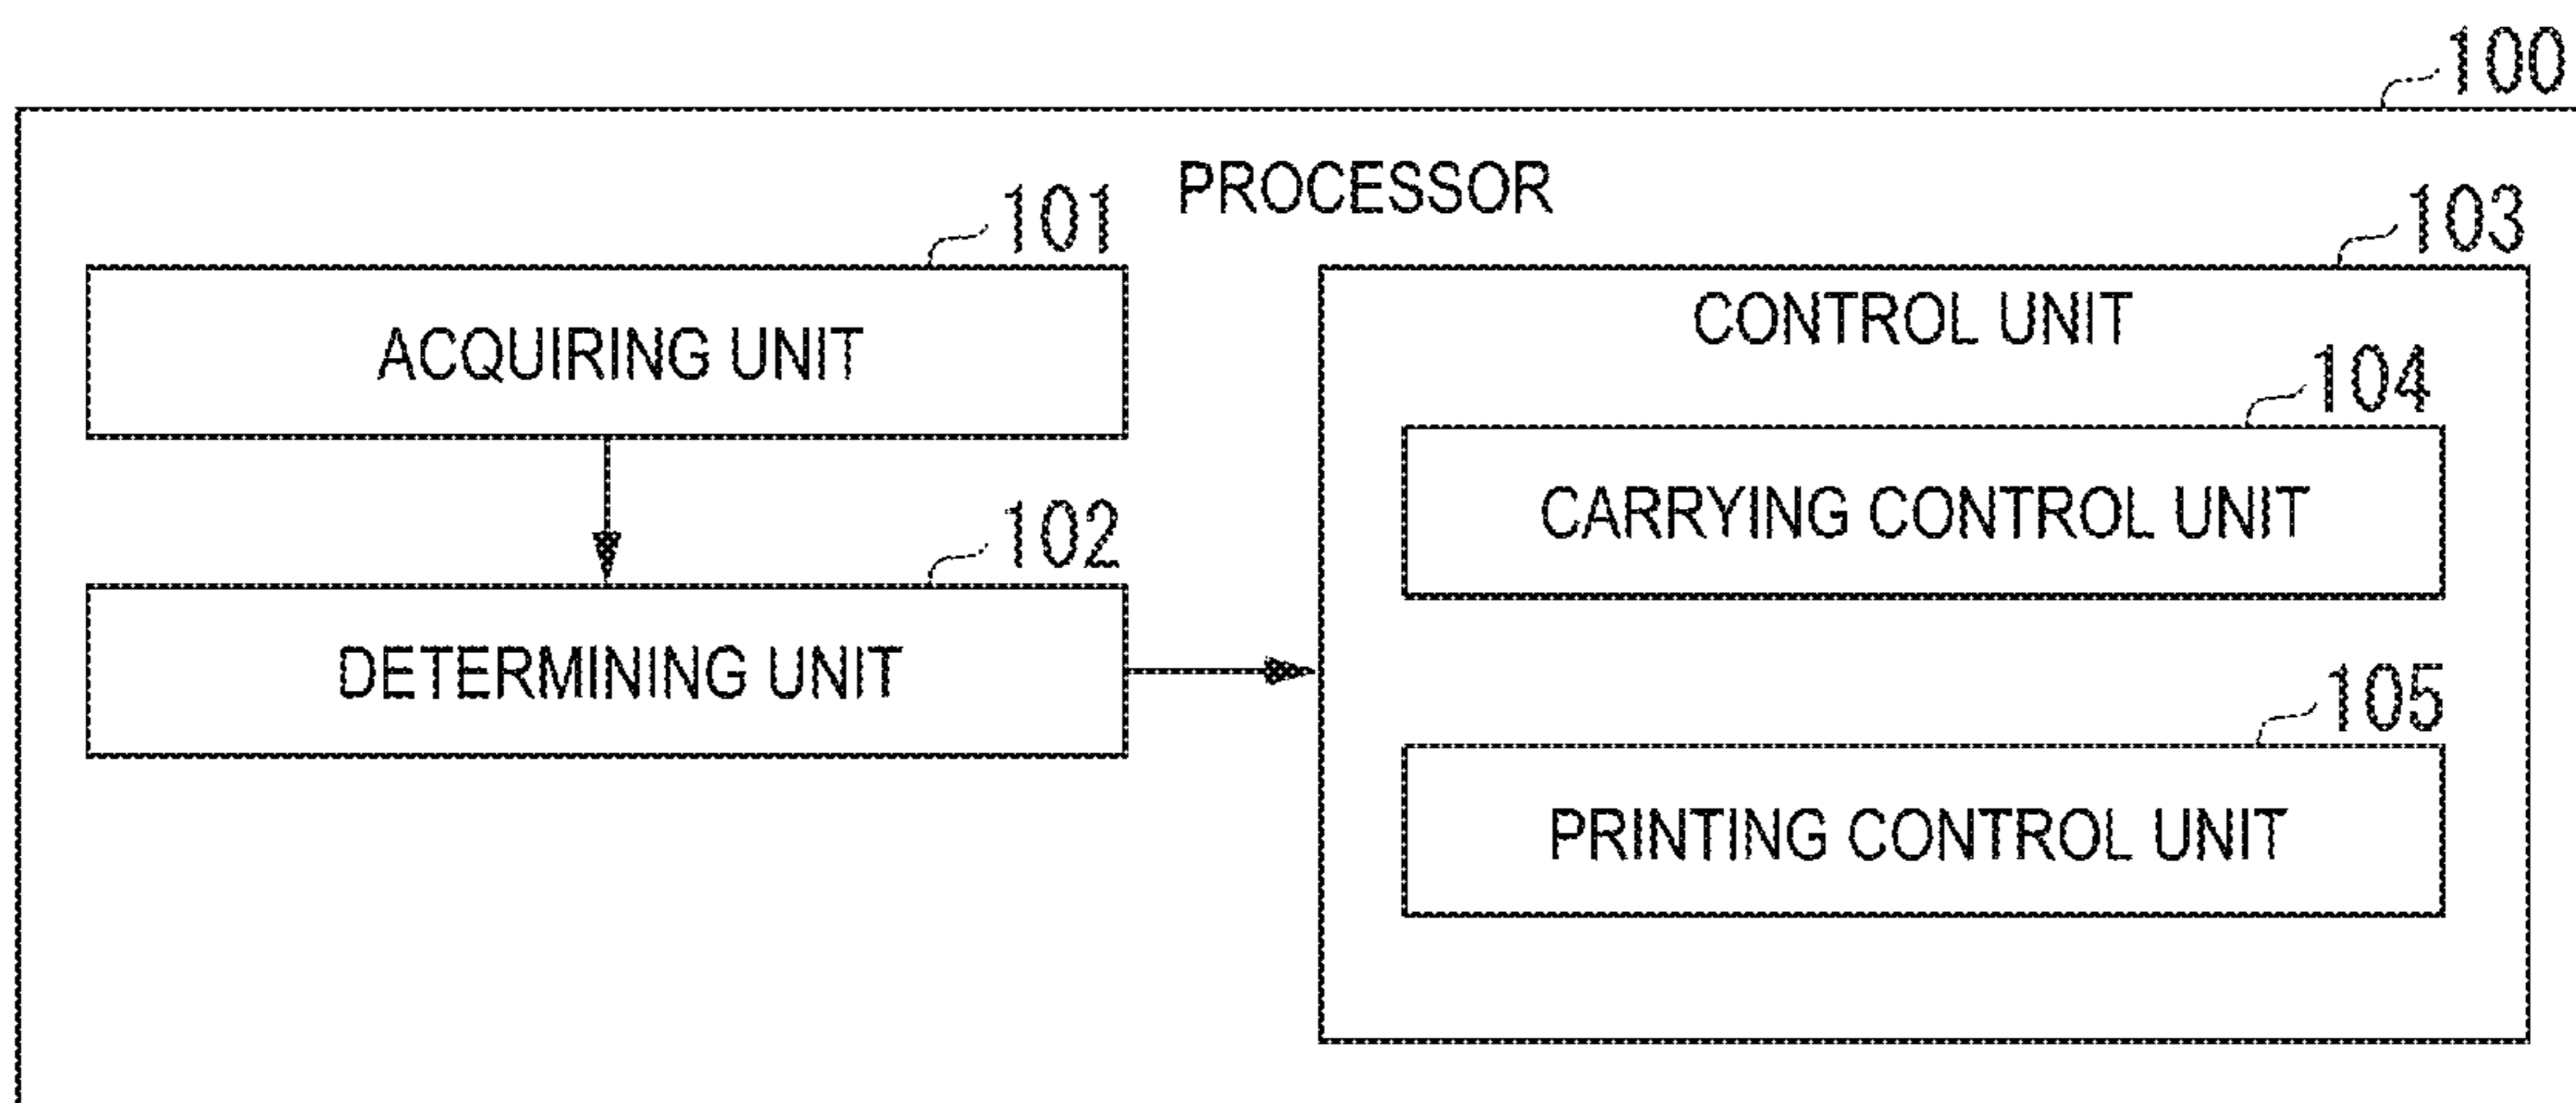 100
PROCESSOR
101
ACQUIRING UNIT
102
DETERMINING UNIT
103
CONTROL UNIT
104
CARRYING CONTROL UNIT
105
PRINTING CONTROL UNIT